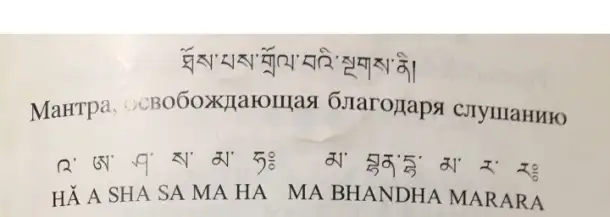 ཐོས་པས་གྲོལ་བའི་སྔགས་ནི།
Мантра, освобождающая благодаря слушанию
འ་ ཨ་ ཤ་ ས་ མ་ ཧཿ མ་
HĂ A SHA SA MA HA MA BHANDHA MARARA